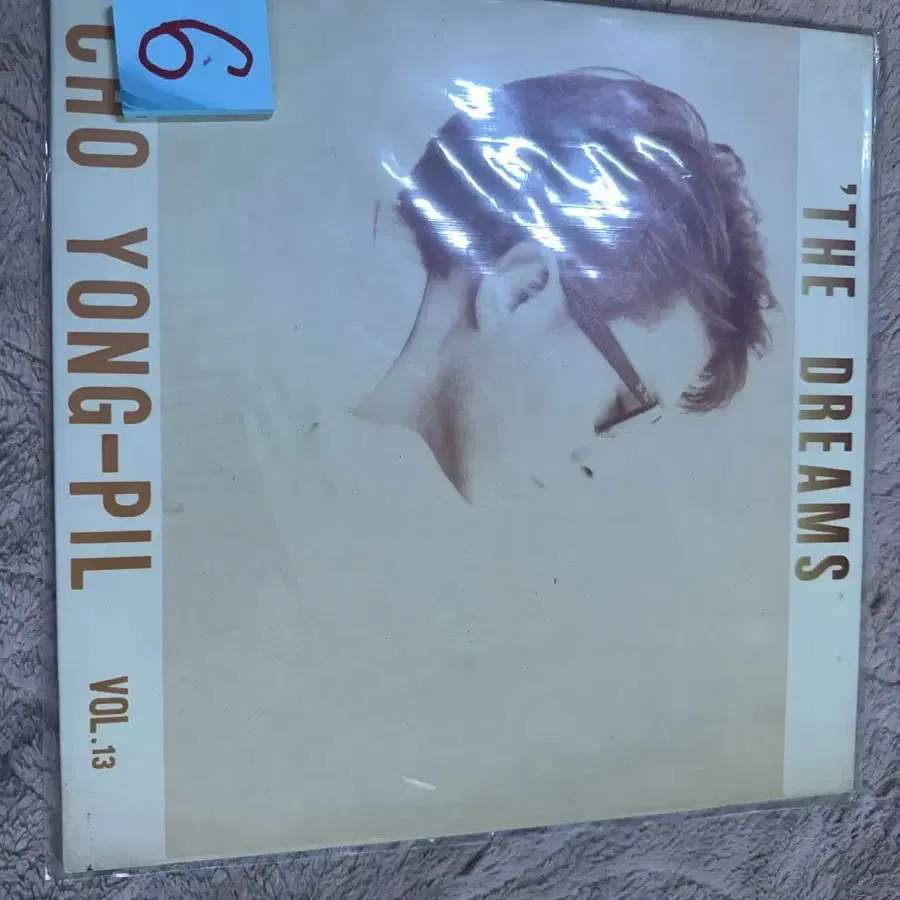 'THE DREAMS
6
CHO YONG-PIL VOL.13